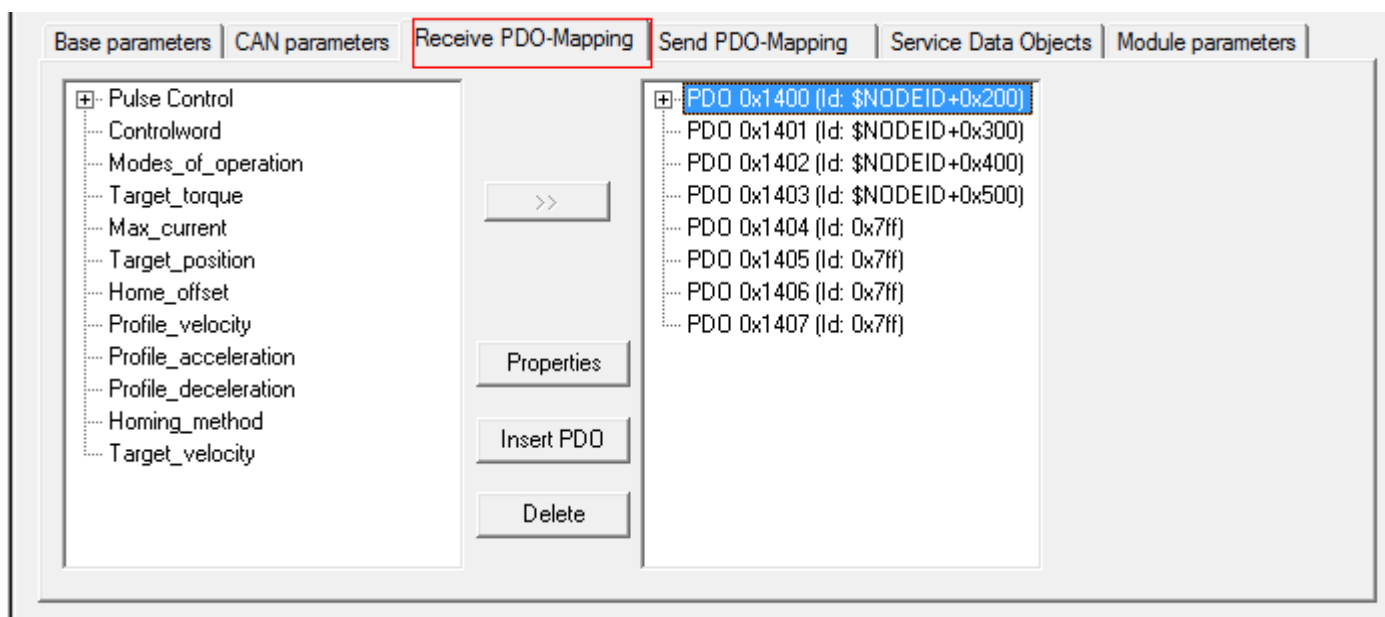 Base parameters
CAN parameters
Receive PDO-Mapping
Send PDO-Mapping
Service Data Objects
Module parameters
Pulse Control
Controlword
Modes_of_operation
Target_torque
Max_current
Target_position
Home_offset
Profile_velocity
Profile_acceleration
Profile_deceleration
Homing_method
Target_velocity
>>
Properties
Insert PDO
Delete
PDO 0x1400 (Id: $NODEID+0x200)
PDO 0x1401 (Id: $NODEID+0x300)
PDO 0x1402 (Id: $NODEID+0x400)
PDO 0x1403 (Id: $NODEID+0x500)
PDO 0x1404 (Id: 0x7ff)
PDO 0x1405 (Id: 0x7ff)
PDO 0x1406 (Id: 0x7ff)
PDO 0x1407 (Id: 0x7ff)